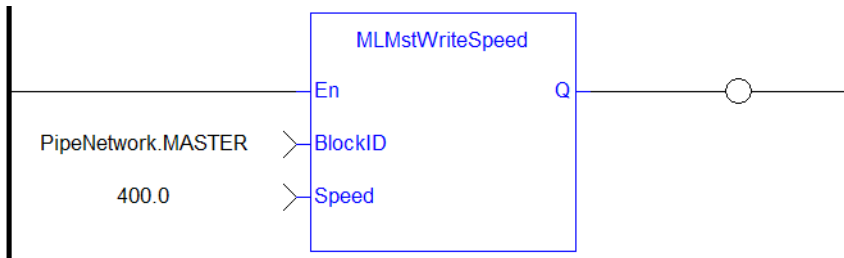 MLMstWriteSpeed
En Q
PipeNetwork.MASTER BlockID
400.0 Speed